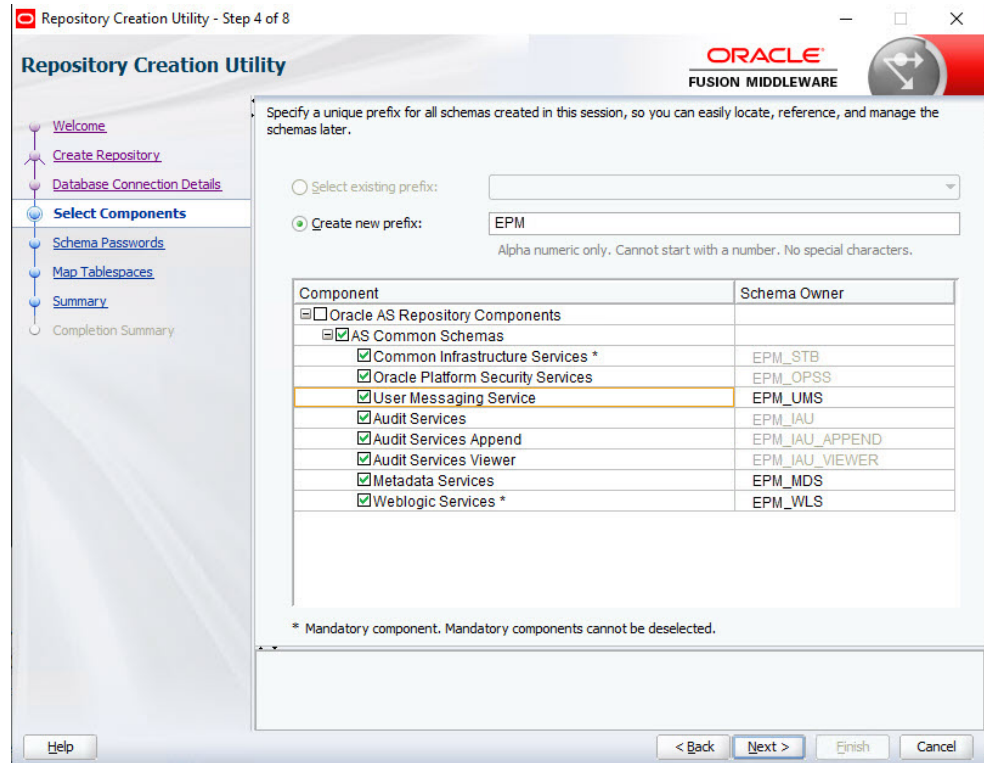 Repository Creation Utility - Step 4 of 8
Repository Creation Utility
ORACLE
FUSION MIDDLEWARE
Welcome
Create Repository
Database Connection Details
Select Components
Schema Passwords
Map Tablespaces
Summary
Completion Summary
Specify a unique prefix for all schemas created in this session, so you can easily locate, reference, and manage the
schemas later.
Select existing prefix:
Create new prefix: EPM
Alpha numeric only. Cannot start with a number. No special characters.
Component Schema Owner
Oracle AS Repository Components
AS Common Schemas
Common Infrastructure Services * EPM_STB
Oracle Platform Security Services EPM_OPSS
User Messaging Service EPM_UMS
Audit Services EPM_IAU
Audit Services Append EPM_IAU_APPEND
Audit Services Viewer EPM_IAU_VIEWER
Metadata Services EPM_MDS
Weblogic Services * EPM_WLS
* Mandatory component. Mandatory components cannot be deselected.
Help < Back Next > Finish Cancel